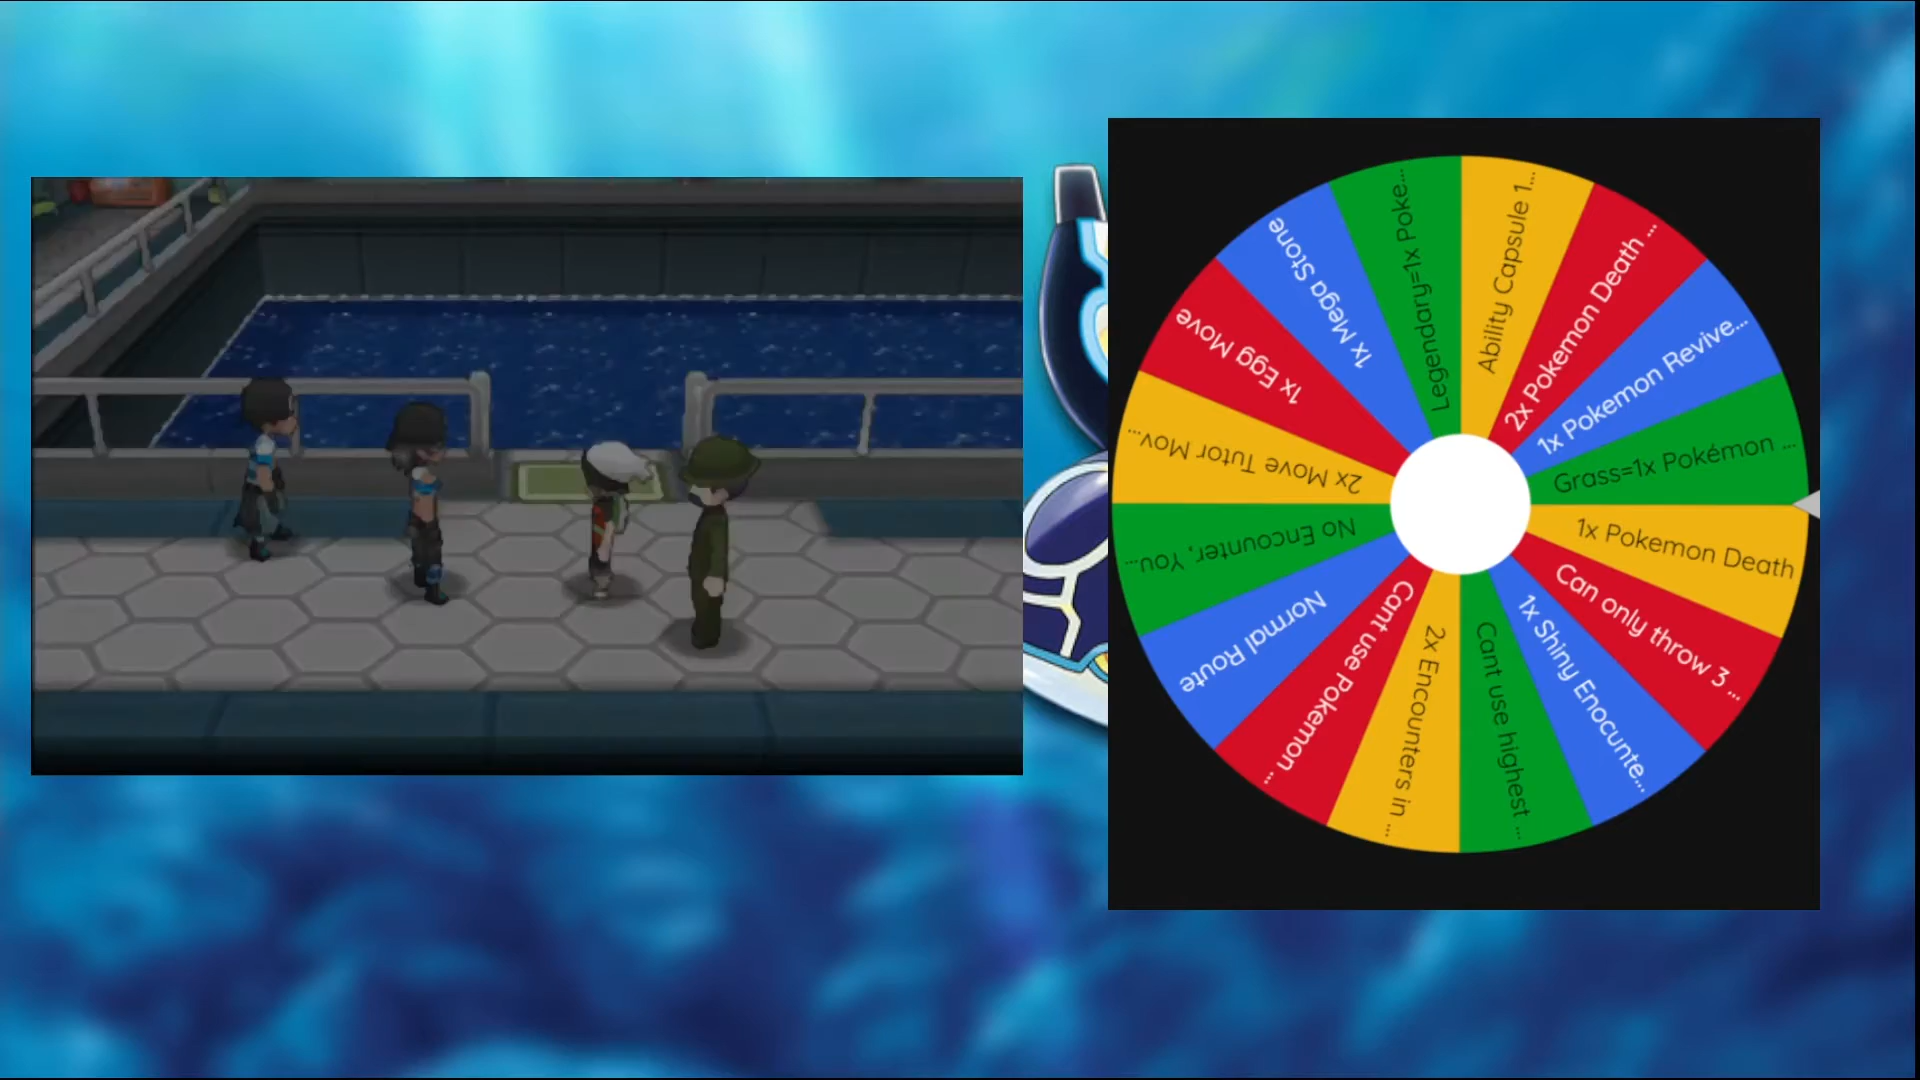 Legendary=1x Poke...
Ability Capsule 1...
2x Pokemon Death ...
1x Pokemon Revive...
Grass=1x Pokémon ...
1x Pokemon Death
Can only throw 3 ...
1x Shiny Enocunte...
Cant use highest ...
2x Encounters in ...
Cant use Pokemon ...
Normal Route
No Encounter, You...
2x Move Tutor Mov...
1x Egg Move
1x Mega Stone